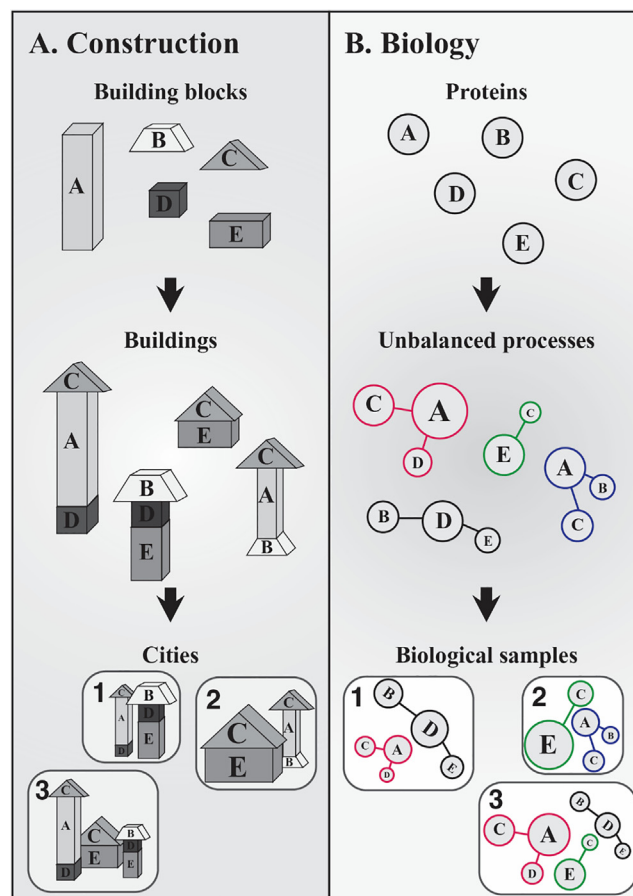 A. Construction
Building blocks
A
B
C
D
E
Buildings
C
A
D
C
E
B
D
E
C
A
B
Cities
1
C
A
D
B
D
E
2
C
E
C
A
B
3
C
A
D
C
E
B
D
E
B. Biology
Proteins
A
B
D
C
E
Unbalanced processes
C
A
D
C
E
A
B
C
B
D
E
Biological samples
1
B
D
E
C
A
D
2
C
E
A
B
C
3
C
A
D
B
D
E
C
E